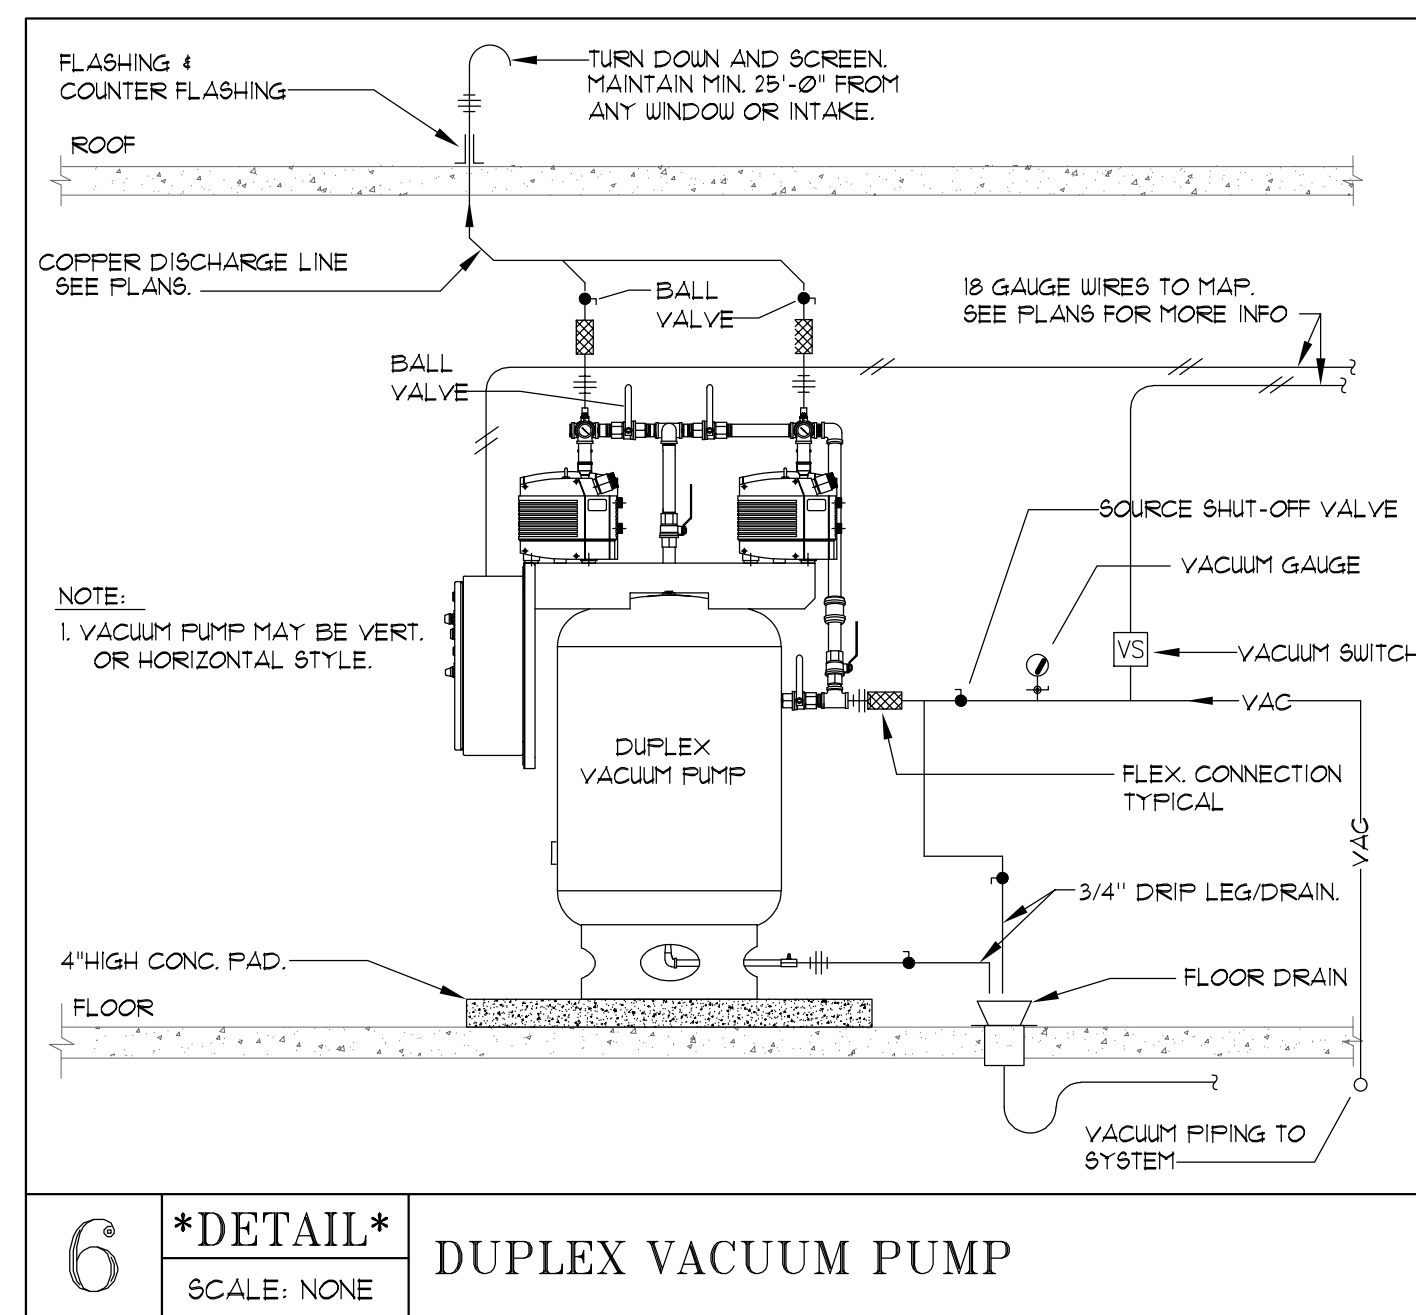 FLASHING &
COUNTER FLASHING
TURN DOWN AND SCREEN.
MAINTAIN MIN. 25'-0" FROM
ANY WINDOW OR INTAKE.
ROOF
COPPER DISCHARGE LINE
SEE PLANS.
BALL
VALVE
18 GAUGE WIRES TO MAP.
SEE PLANS FOR MORE INFO
BALL
VALVE
SOURCE SHUT-OFF VALVE
VACUUM GAUGE
NOTE:
1. VACUUM PUMP MAY BE VERT.
OR HORIZONTAL STYLE.
VS
VACUUM SWITCH
VAC
DUPLEX
VACUUM PUMP
FLEX. CONNECTION
TYPICAL
VAC
3/4" DRIP LEG/DRAIN.
4"HIGH CONC. PAD.
FLOOR DRAIN
FLOOR
VACUUM PIPING TO
SYSTEM
6
*DETAIL*
SCALE: NONE
DUPLEX VACUUM PUMP